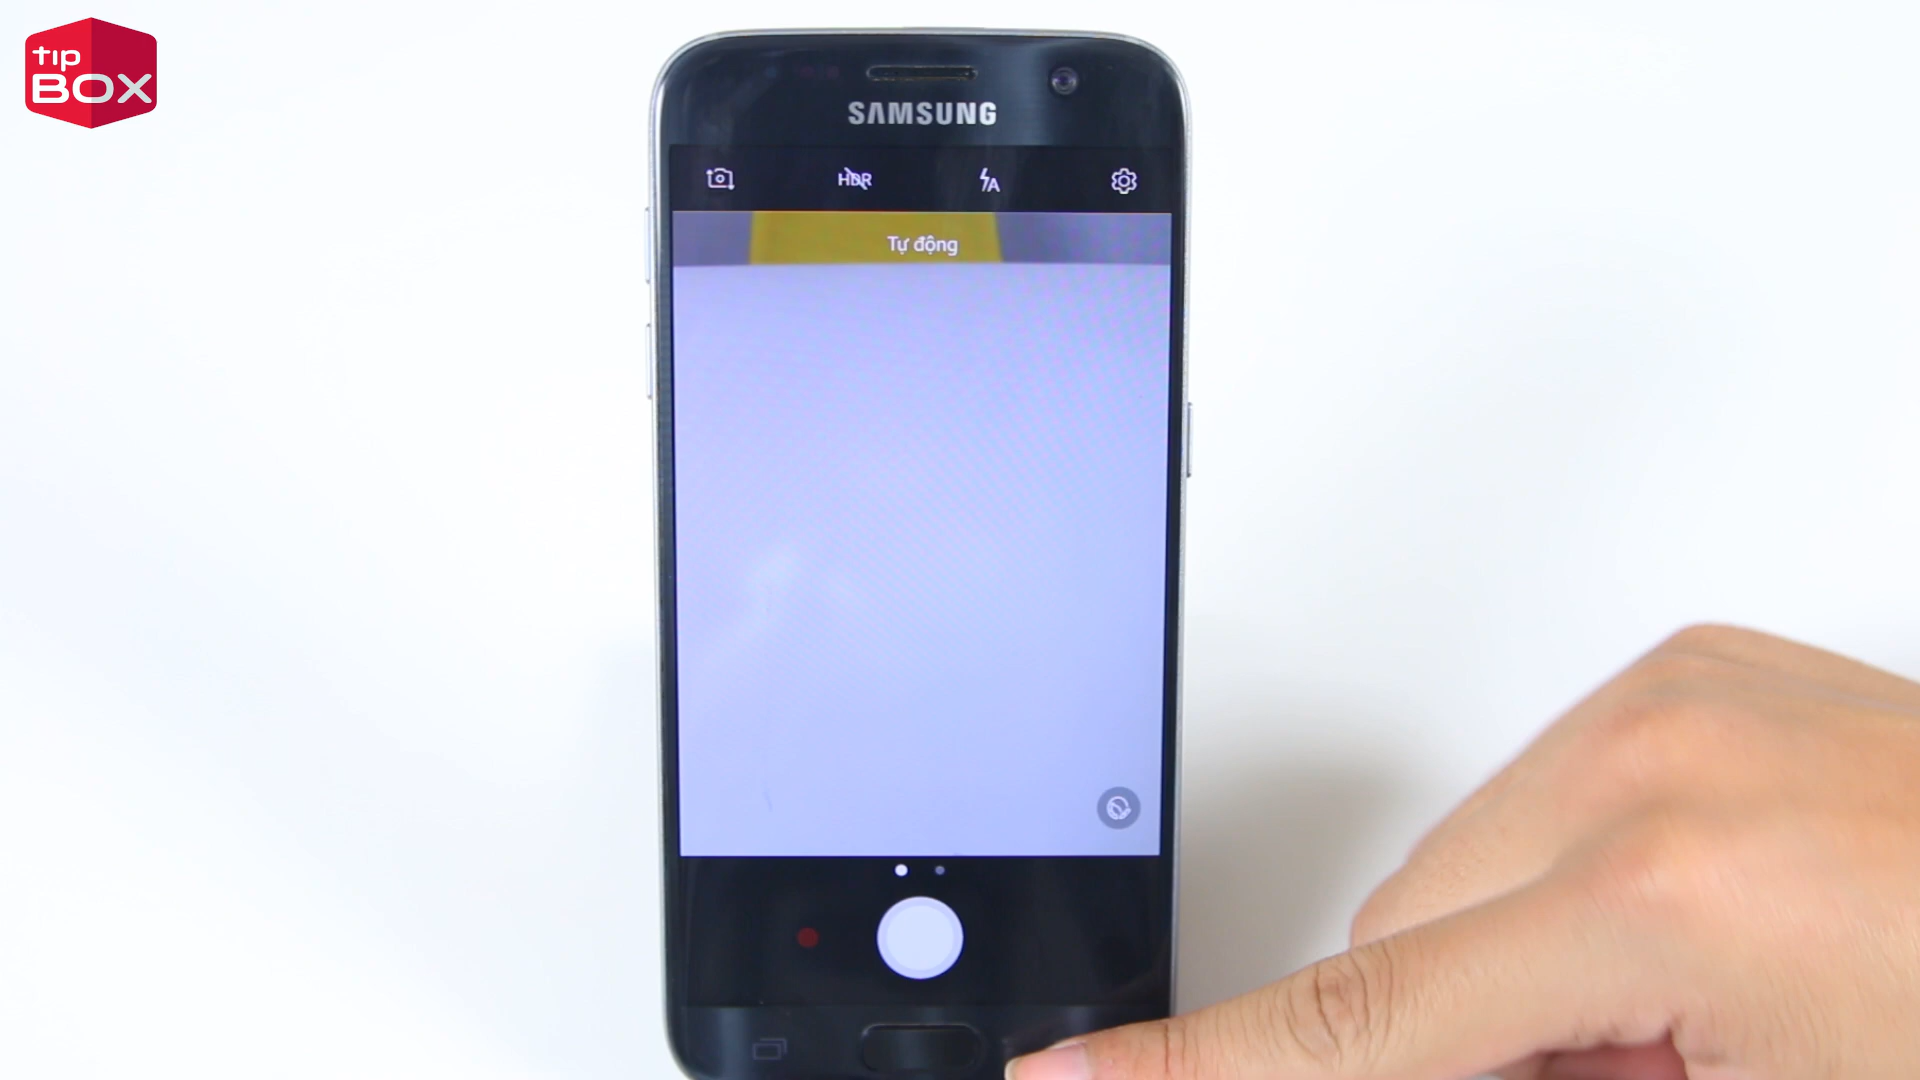 tip
BOX
SAMSUNG
HDR
A
Tự động